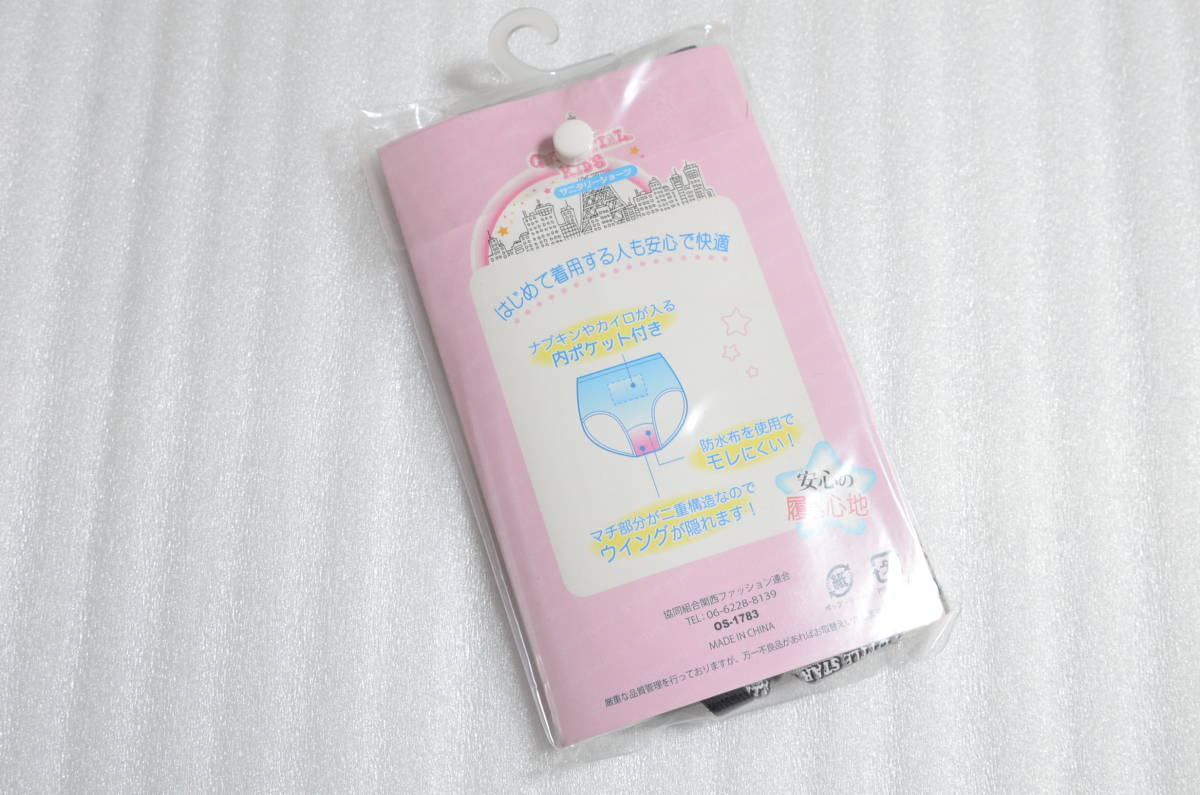 KIDS
サニタリーショーツ
はじめて着用する人も安心で快適
ナプキンやカイロが入る
内ポケット付き
防水布を使用で
モレにくい！
安心の
履き心地
マチ部分が二重構造なので
ウイングが隠れます！
協同組合関西ファッション連合
TEL: 06-6228-8139
OS-1783
MADE IN CHINA
厳重な品質管理を行っておりますが、万一不良品があればお取替えいた
紙
STAR